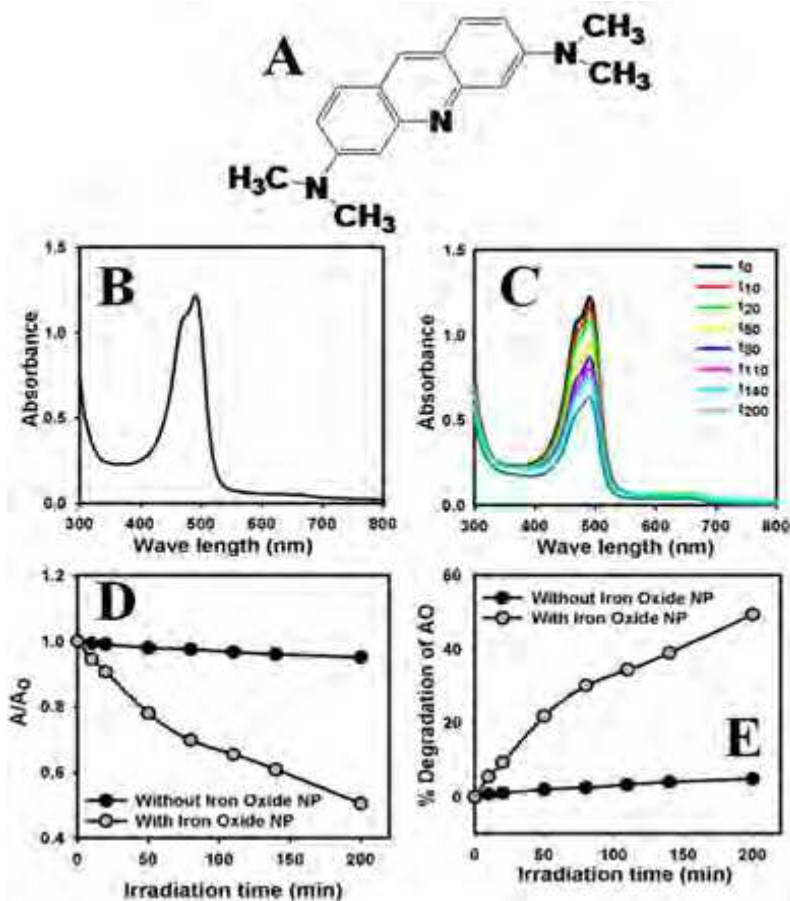 A
CH₃
N
CH₃
N
H₃C
N
CH₃
B
Absorbance
1.5
1.0
0.5
0.0
300 400 500 600 700 800
Wave length (nm)
C
Absorbance
1.5
1.0
0.5
0.0
300 400 500 600 700 800
Wave length (nm)
t₀
t₁₀
t₂₀
t₁₁₀
t₁₄₀
t₂₀₀
D
A/A₀
1.2
1.0
0.8
0.6
0.4
Without Iron Oxide NP
With Iron Oxide NP
0 50 100 150 200
Irradiation time (min)
E
% Degradation of AO
60
40
20
0
Without Iron Oxide NP
With Iron Oxide NP
0 50 100 150 200
Irradiation time (min)